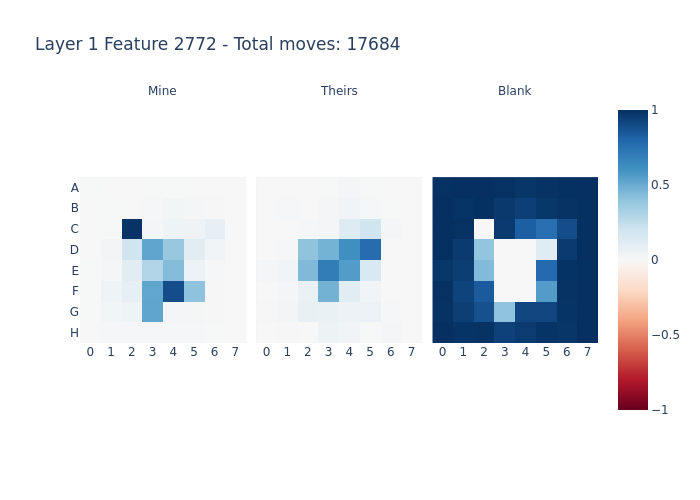 Layer 1 Feature 2772 - Total moves: 17684
Mine
Theirs
Blank
A
B
C
D
E
F
G
H
0 1 2 3 4 5 6 7
0 1 2 3 4 5 6 7
0 1 2 3 4 5 6 7
1
0.5
0
−0.5
−1